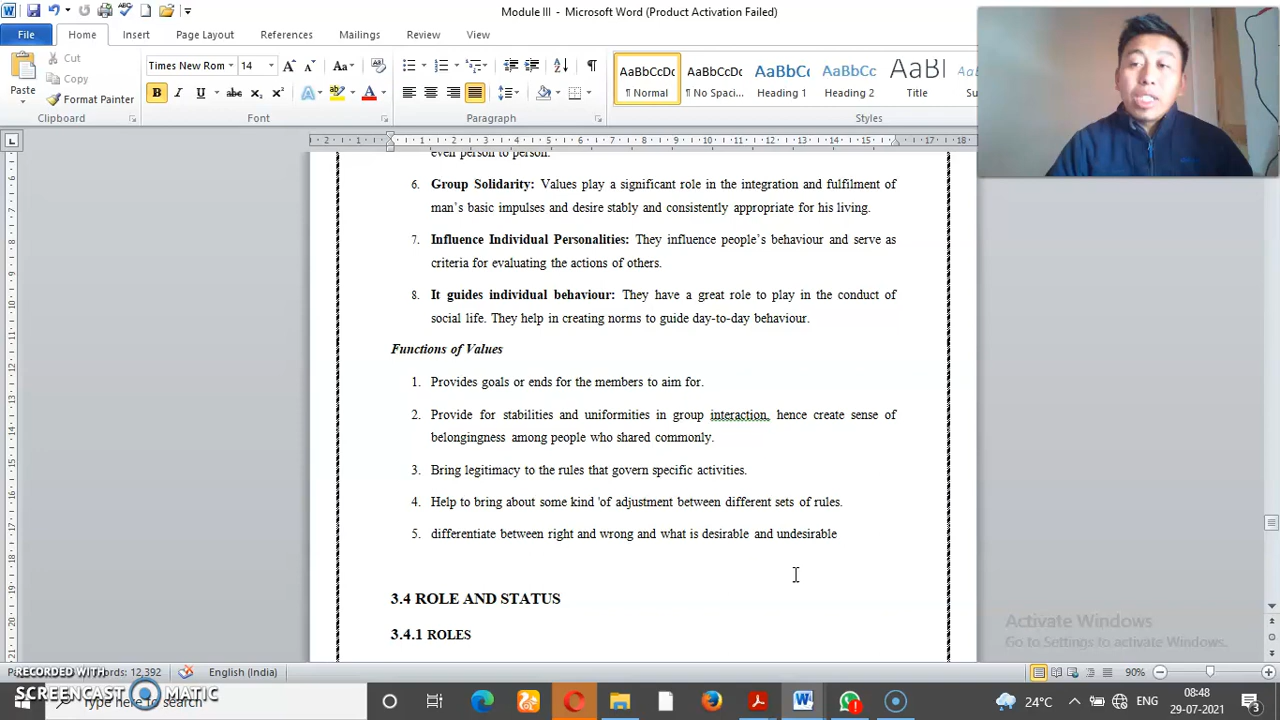 Module III - Microsoft Word (Product Activation Failed)
File Home Insert Page Layout References Mailings Review View
Cut
Copy
Paste
Format Painter
Clipboard
Times New Rom 14
Font
Paragraph
AaBbCcDc AaBbCcDc AaBbCc AaBbCc AaBl
¶ Normal ¶ No Spaci... Heading 1 Heading 2 Title
Styles
even person to person.
6. Group Solidarity: Values play a significant role in the integration and fulfilment of
man's basic impulses and desire stably and consistently appropriate for his living.
7. Influence Individual Personalities: They influence people's behaviour and serve as
criteria for evaluating the actions of others.
8. It guides individual behaviour: They have a great role to play in the conduct of
social life. They help in creating norms to guide day-to-day behaviour.
Functions of Values
1. Provides goals or ends for the members to aim for.
2. Provide for stabilities and uniformities in group interaction, hence create sense of
belongingness among people who shared commonly.
3. Bring legitimacy to the rules that govern specific activities.
4. Help to bring about some kind 'of adjustment between different sets of rules.
5. differentiate between right and wrong and what is desirable and undesirable
3.4 ROLE AND STATUS
3.4.1 ROLES
Activate Windows
Go to Settings to activate Windows.
12,392 English (India) 90%
RECORDED WITH
SCREENCAST MATIC
Type here to search
24°C ENG 08:48
29-07-2021